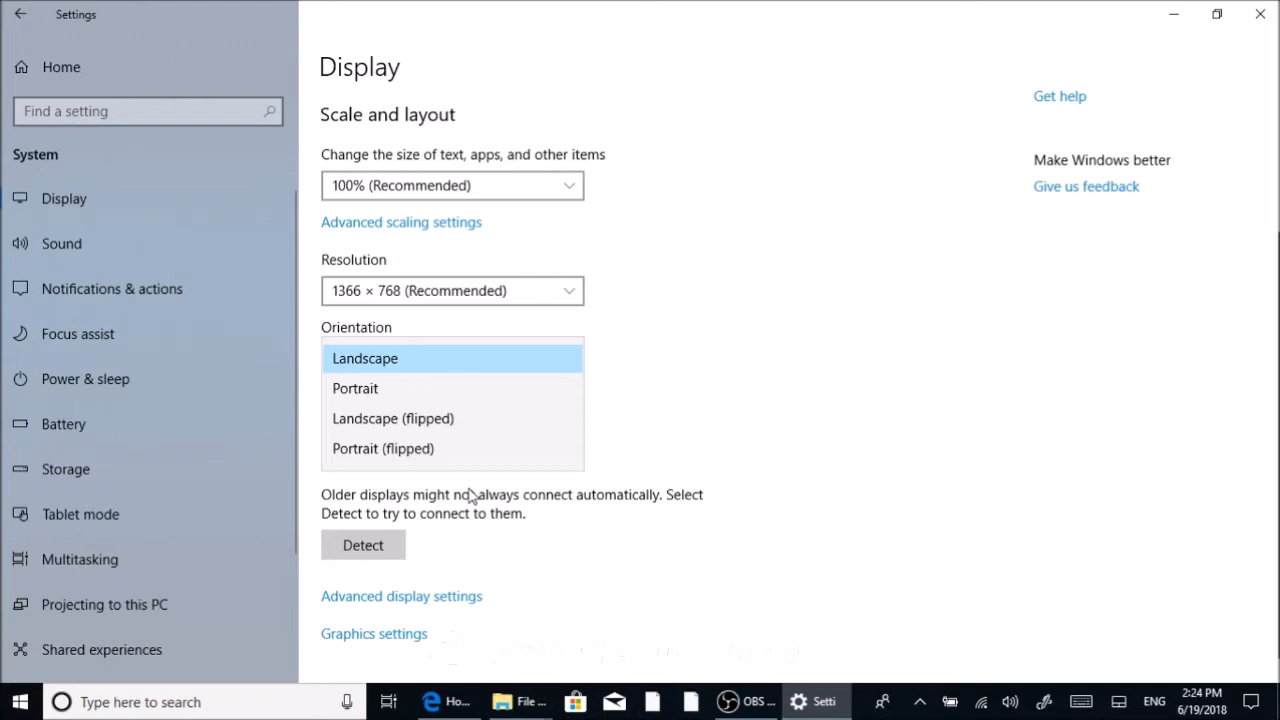 Settings
Home
Find a setting
System
Display
Sound
Notifications & actions
Focus assist
Power & sleep
Battery
Storage
Tablet mode
Multitasking
Projecting to this PC
Shared experiences
Display
Scale and layout
Change the size of text, apps, and other items
100% (Recommended)
Advanced scaling settings
Resolution
1366 × 768 (Recommended)
Orientation
Landscape
Portrait
Landscape (flipped)
Portrait (flipped)
Older displays might not always connect automatically. Select
Detect to try to connect to them.
Detect
Advanced display settings
Graphics settings
Get help
Make Windows better
Give us feedback
Type here to search
Ho...
File ...
OBS ...
Setti
ENG
2:24 PM
6/19/2018